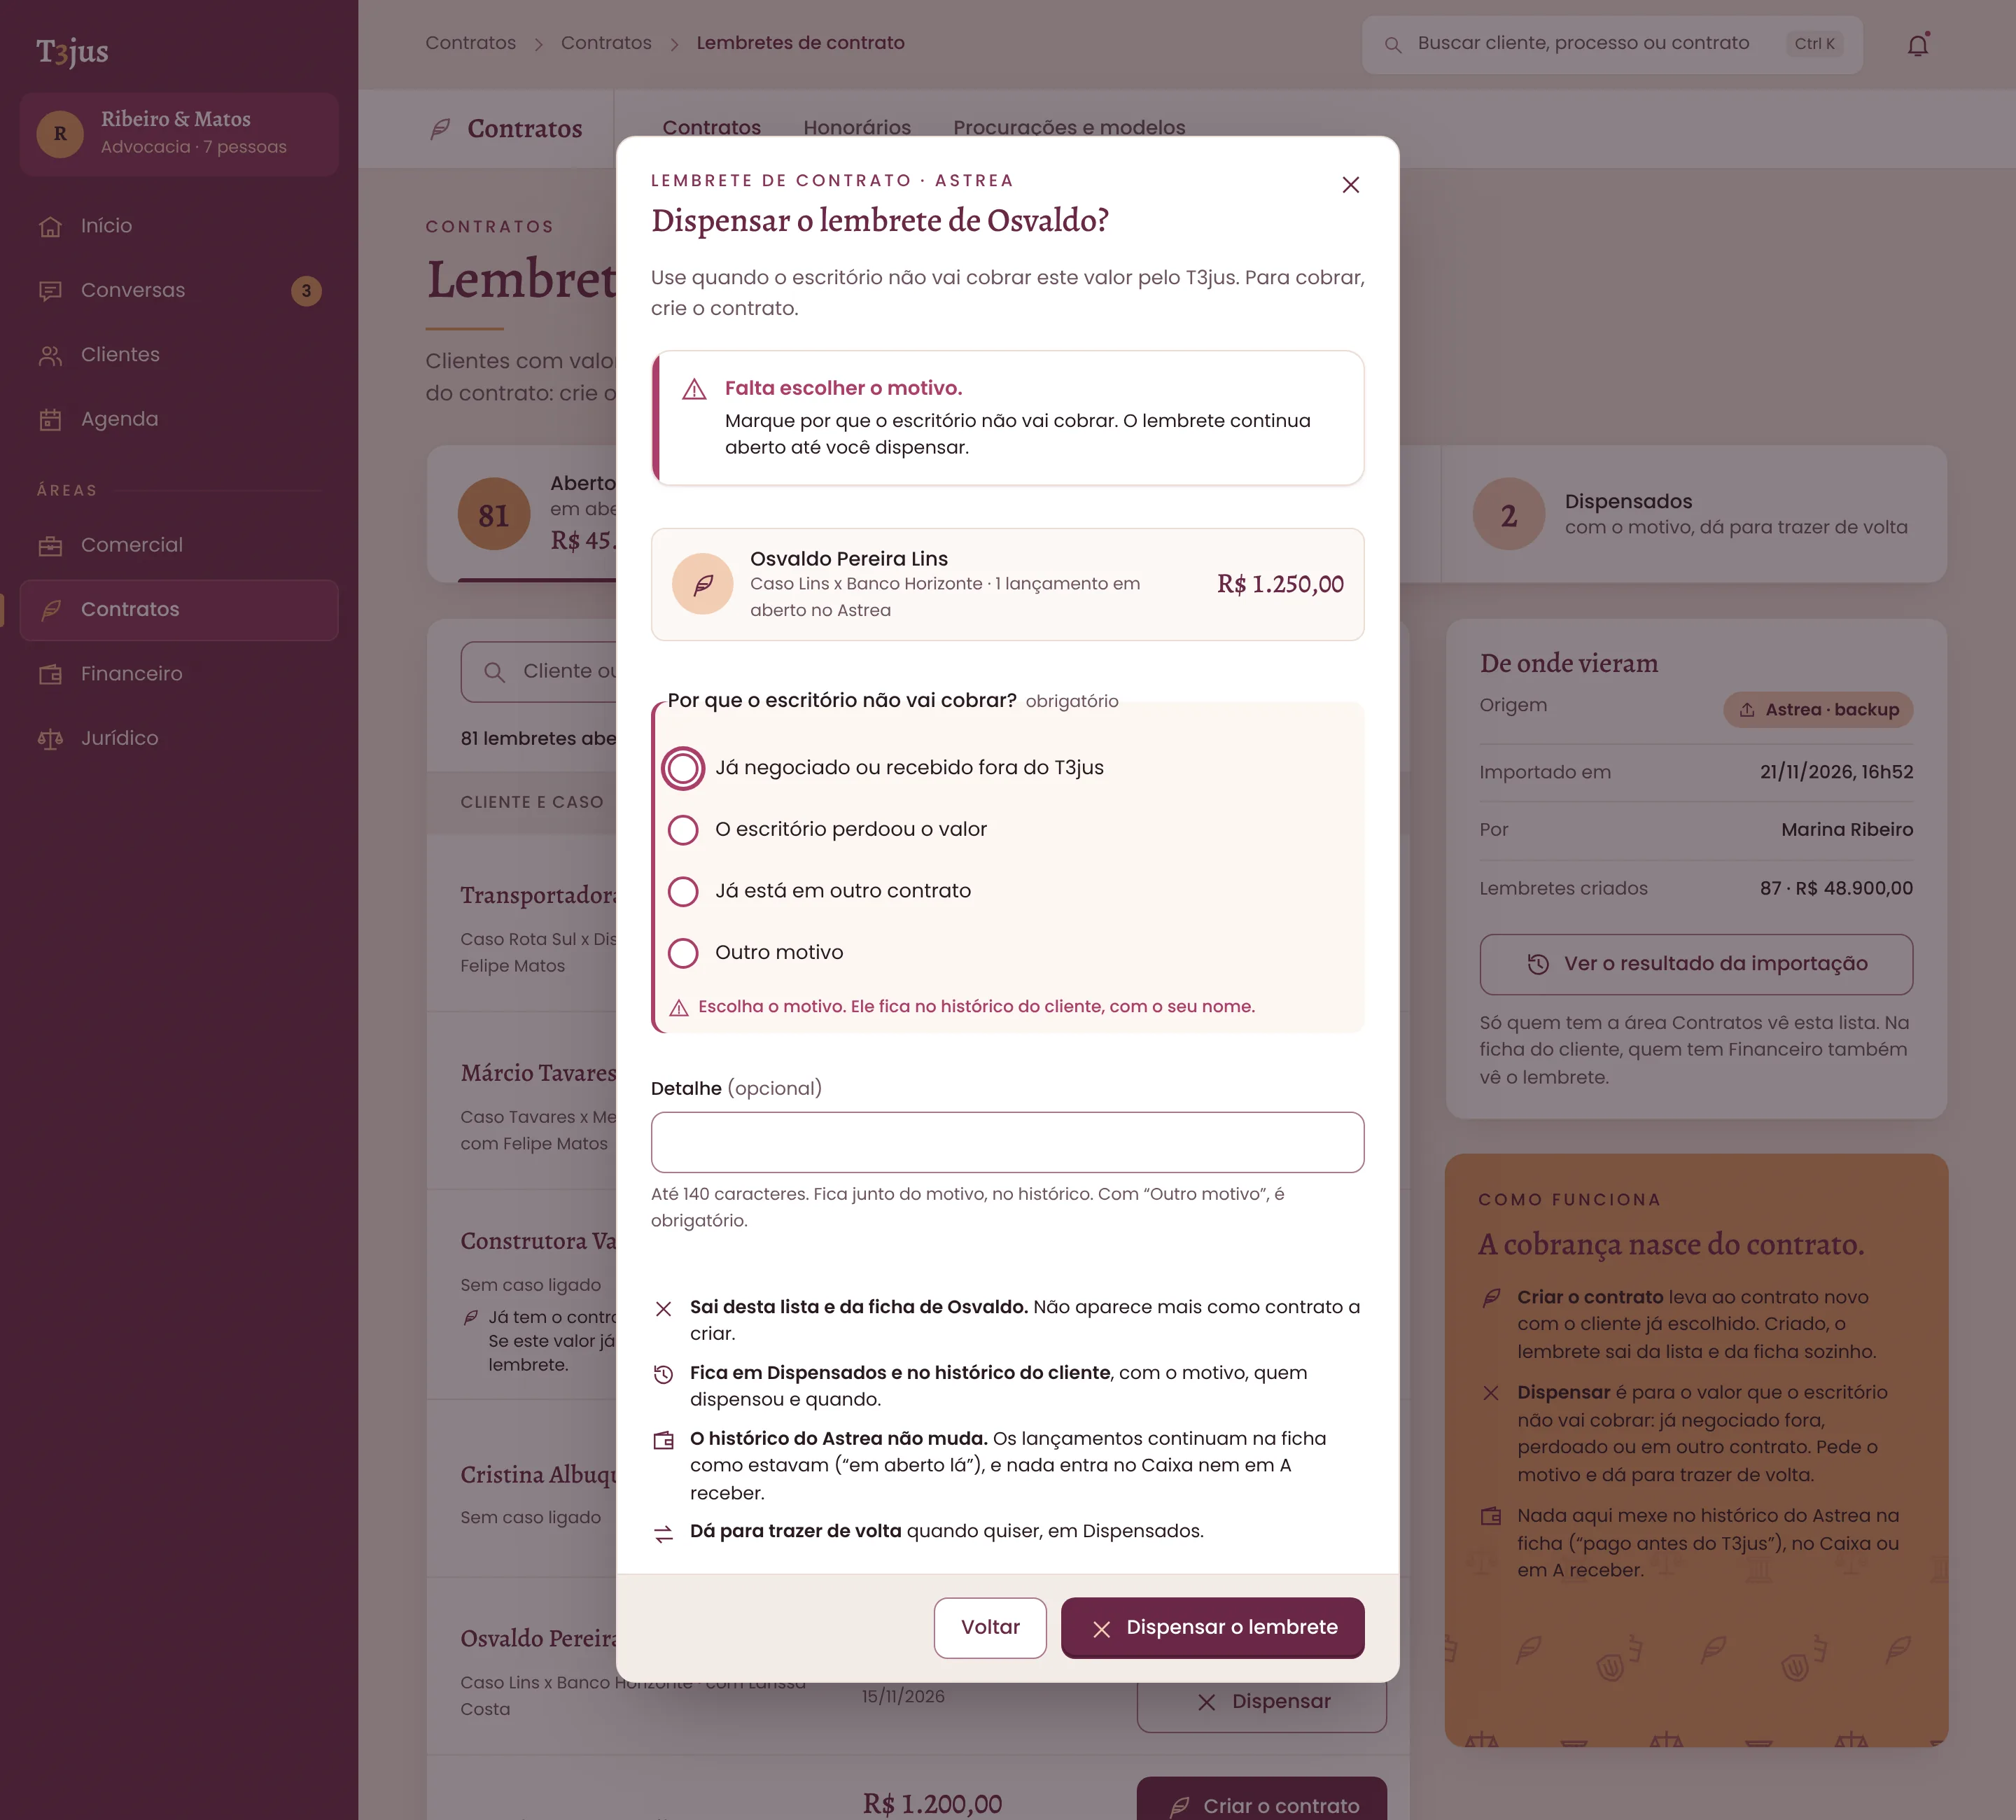 T3jus
Ribeiro & Matos
R
Advocacia · 7 pessoas
Início
Conversas
3
Clientes
Agenda
ÁREAS
Comercial
Contratos
Financeiro
Jurídico
Contratos
Contratos
Lembretes de contrato
Buscar cliente, processo ou contrato
Ctrl K
Contratos
Contratos
Honorários
Procurações e modelos
CONTRATOS
Clientes com
do contrato: crie
81
em
R$ 45.
2
Dispensados
com o motivo, dá para trazer de volta
Cliente
81 lembretes
CLIENTE E CASO
Transportadora
Caso Rota Sul x
Felipe Matos
Márcio Tavares
Caso Tavares x
com Felipe Matos
Construtora
Sem caso ligado
Já tem o
Se este valor já
lembrete.
Cristina
Sem caso ligado
Osvaldo
Caso Lins x Banco Horizonte · com Larissa
Costa
15/11/2026
Dispensar
R$ 1.200,00
Criar o contrato
LEMBRETE DE CONTRATO · ASTREA
Dispensar o lembrete de Osvaldo?
Use quando o escritório não vai cobrar este valor pelo T3jus. Para cobrar,
crie o contrato.
Falta escolher o motivo.
Marque por que o escritório não vai cobrar. O lembrete continua
aberto até você dispensar.
Osvaldo Pereira Lins
Caso Lins x Banco Horizonte · 1 lançamento em
aberto no Astrea
R$ 1.250,00
Por que o escritório não vai cobrar? obrigatório
Já negociado ou recebido fora do T3jus
O escritório perdoou o valor
Já está em outro contrato
Outro motivo
Escolha o motivo. Ele fica no histórico do cliente, com o seu nome.
Detalhe (opcional)
Até 140 caracteres. Fica junto do motivo, no histórico. Com “Outro motivo”, é
obrigatório.
Sai desta lista e da ficha de Osvaldo. Não aparece mais como contrato a
criar.
Fica em Dispensados e no histórico do cliente, com o motivo, quem
dispensou e quando.
O histórico do Astrea não muda. Os lançamentos continuam na ficha
como estavam (“em aberto lá”), e nada entra no Caixa nem em A
receber.
Dá para trazer de volta quando quiser, em Dispensados.
Voltar
Dispensar o lembrete
De onde vieram
Origem
Astrea · backup
Importado em
21/11/2026, 16h52
Por
Marina Ribeiro
Lembretes criados
87 · R$ 48.900,00
Ver o resultado da importação
Só quem tem a área Contratos vê esta lista. Na
ficha do cliente, quem tem Financeiro também
vê o lembrete.
COMO FUNCIONA
A cobrança nasce do contrato.
Criar o contrato leva ao contrato novo
com o cliente já escolhido. Criado, o
lembrete sai da lista e da ficha sozinho.
Dispensar é para o valor que o escritório
não vai cobrar: já negociado fora,
perdoado ou em outro contrato. Pede o
motivo e dá para trazer de volta.
Nada aqui mexe no histórico do Astrea na
ficha (“pago antes do T3jus”), no Caixa ou
em A receber.